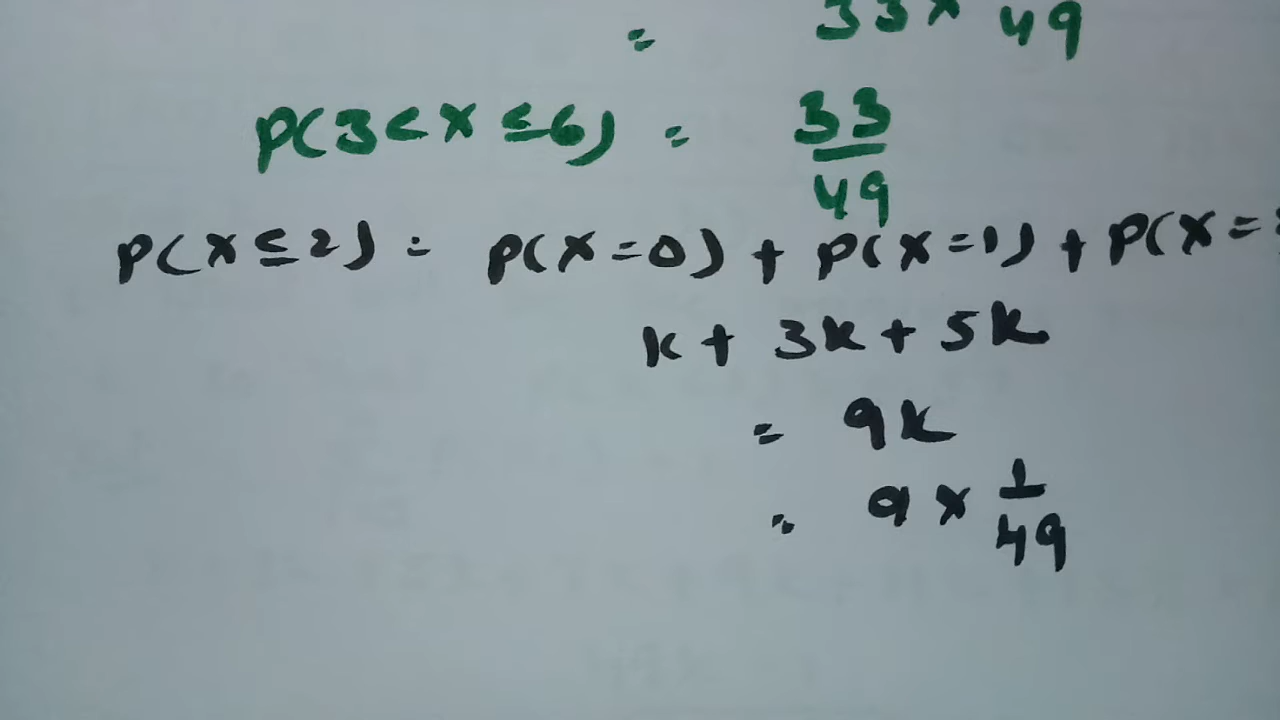 = 33 × 49
P(3 < X ≤ 6) = 33/49
P(X ≤ 2) = P(X=0) + P(X=1) + P(X=
k + 3k + 5k
= 9k
= 9 × 1/49